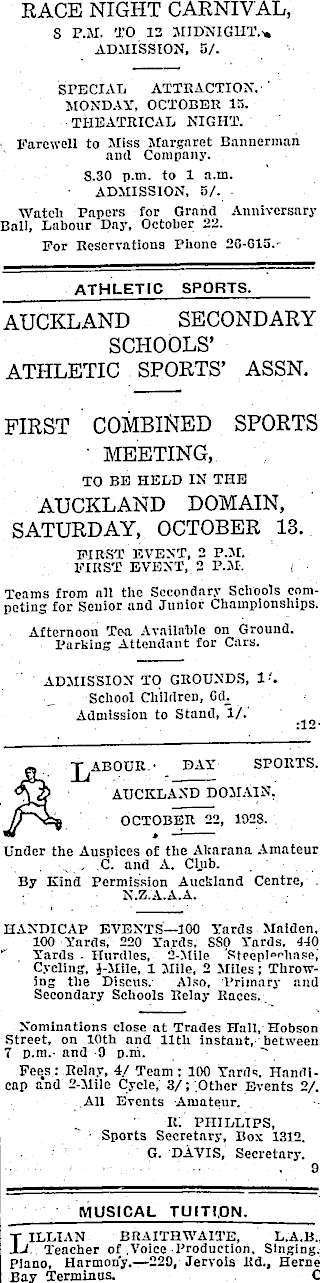 RACE NIGHT CARNIVAL,
8 P.M. TO 12 MIDNIGHT.
ADMISSION, 5/.
SPECIAL ATTRACTION.
MONDAY, OCTOBER 15.
THEATRICAL NIGHT.
Farewell to Miss Margaret Bannerman
and Company.
8.30 p.m. to 1 a.m.
ADMISSION, 5/.
Watch Papers for Grand Anniversary
Ball, Labour Day, October 22.
For Reservations Phone 26-615.
ATHLETIC SPORTS.
AUCKLAND SECONDARY
SCHOOLS'
ATHLETIC SPORTS' ASSN.
FIRST COMBINED SPORTS
MEETING,
TO BE HELD IN THE
AUCKLAND DOMAIN,
SATURDAY, OCTOBER 13.
FIRST EVENT, 2 P.M.
FIRST EVENT, 2 P.M.
Teams from all the Secondary Schools com-
peting for Senior and Junior Championships.
Afternoon Tea Available on Ground.
Parking Attendant for Cars.
ADMISSION TO GROUNDS, 1/.
School Children, 6d.
Admission to Stand, 1/.
:12
LABOUR DAY SPORTS.
AUCKLAND DOMAIN.
OCTOBER 22, 1928.
Under the Auspices of the Akarana Amateur
C. and A. Club.
By Kind Permission Auckland Centre,
N.Z.A.A.A.
HANDICAP EVENTS—100 Yards Maiden,
100 Yards, 220 Yards, 880 Yards, 440
Yards Hurdles, 2-Mile Steeplechase,
Cycling, ½-Mile, 1 Mile, 2 Miles; Throw-
ing the Discus. Also, Primary and
Secondary Schools Relay Races.
Nominations close at Trades Hall, Hobson
Street, on 10th and 11th instant, between
7 p.m. and 9 p.m.
Fees: Relay, 4/ Team; 100 Yards, Handi-
cap and 2-Mile Cycle, 3/; Other Events 2/.
All Events Amateur.
R. PHILLIPS,
Sports Secretary, Box 1312.
G. DAVIS, Secretary.
9
MUSICAL TUITION.
LILLIAN BRAITHWAITE, L.A.B.,
Teacher of Voice Production, Singing,
Piano, Harmony.—229, Jervois Rd., Herne
Bay Terminus. C